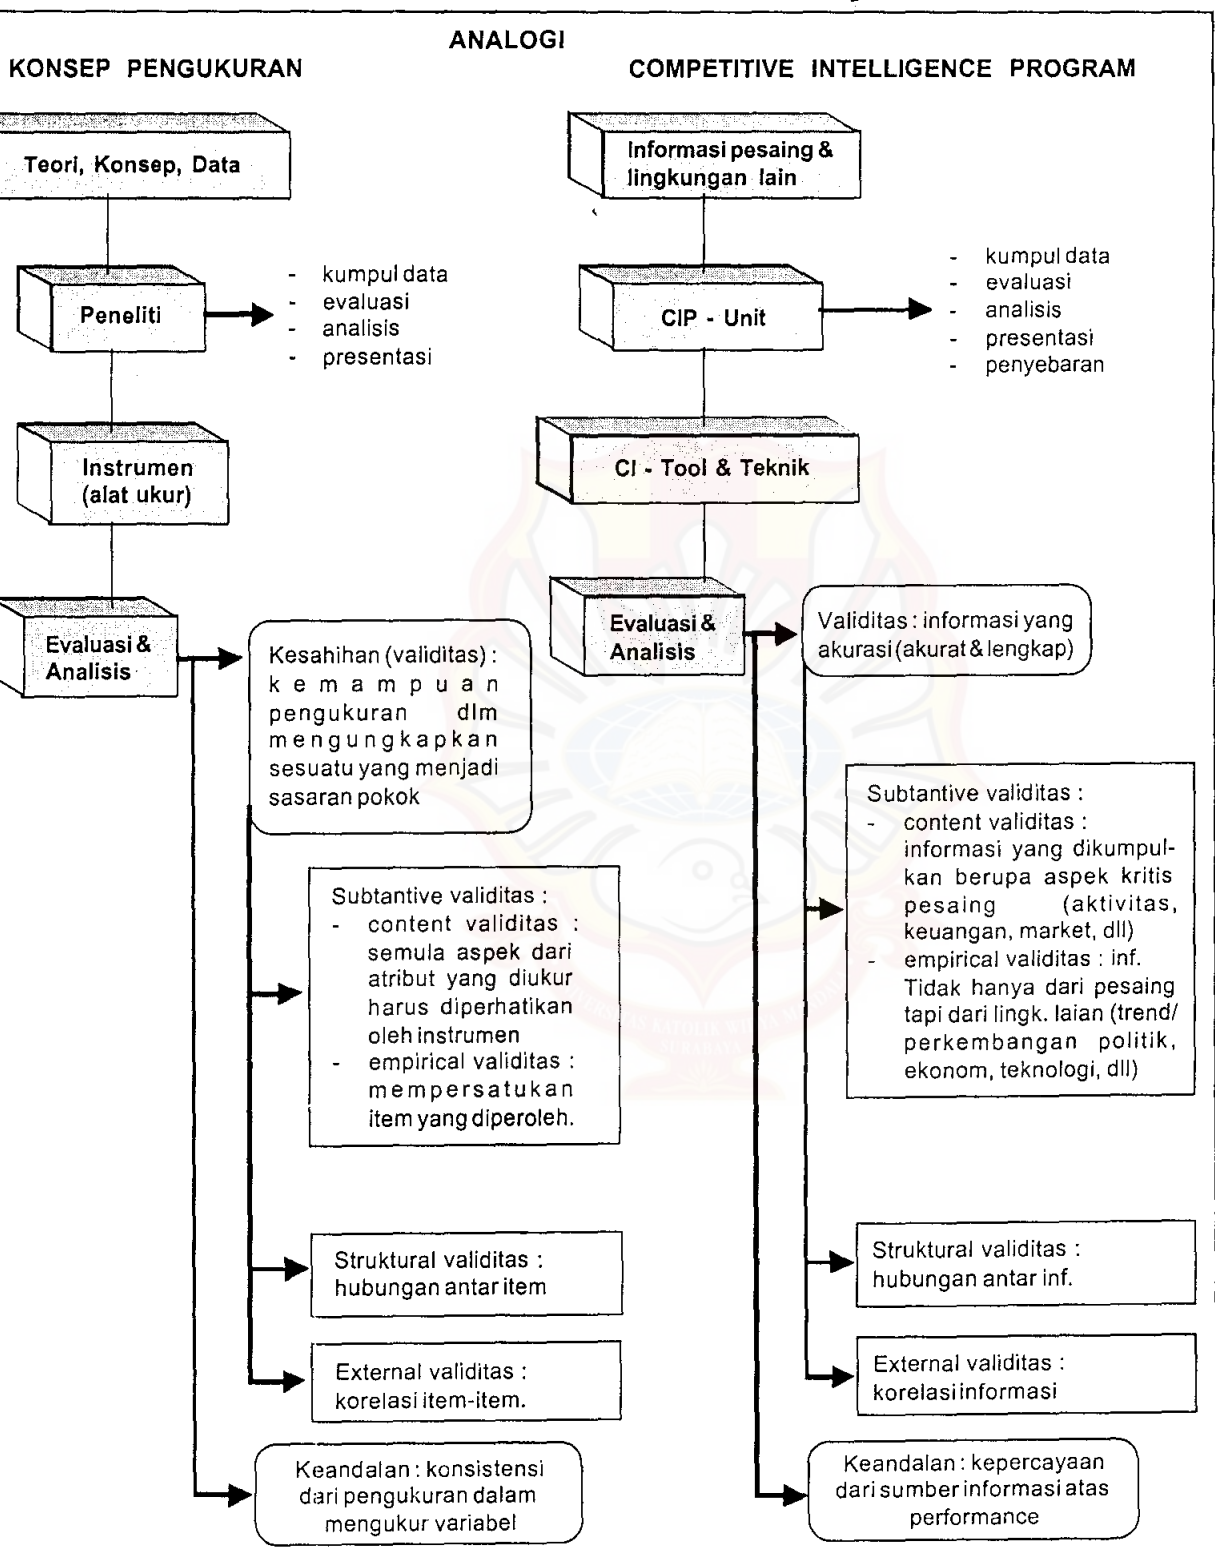 ANALOGI
KONSEP PENGUKURAN
Teori, Konsep, Data
Peneliti
- kumpul data
- evaluasi
- analisis
- presentasi
Instrumen
(alat ukur)
Evaluasi &
Analisis
Kesahihan (validitas) :
kemampuan
pengukuran dlm
mengungkapkan
sesuatu yang menjadi
sasaran pokok
Subtantive validitas :
- content validitas :
semula aspek dari
atribut yang diukur
harus diperhatikan
oleh instrumen
- empirical validitas :
mempersatukan
item yang diperoleh.
Struktural validitas :
hubungan antar item
External validitas :
korelasi item-item.
Keandalan : konsistensi
dari pengukuran dalam
mengukur variabel
COMPETITIVE INTELLIGENCE PROGRAM
Informasi pesaing &
lingkungan lain
CIP - Unit
- kumpul data
- evaluasi
- analisis
- presentasi
- penyebaran
CI - Tool & Teknik
Evaluasi &
Analisis
Validitas : informasi yang
akurasi (akurat & lengkap)
Subtantive validitas :
- content validitas :
informasi yang dikumpul-
kan berupa aspek kritis
pesaing (aktivitas,
keuangan, market, dll)
- empirical validitas : inf.
Tidak hanya dari pesaing
tapi dari lingk. laian (trend/
perkembangan politik,
ekonom, teknologi, dll)
Struktural validitas :
hubungan antar inf.
External validitas :
korelasi informasi
Keandalan : kepercayaan
dari sumber informasi atas
performance
SURABAYA